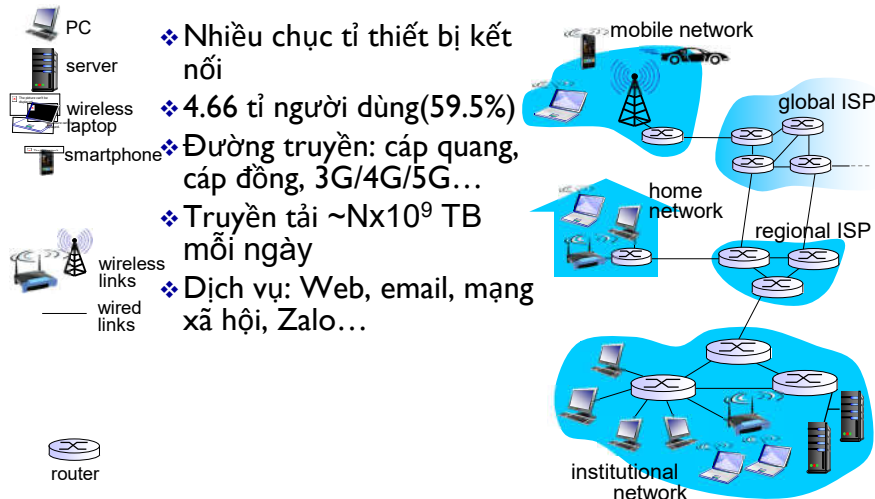 PC
server
wireless
laptop
smartphone
wireless
links
wired
links
router
Nhiều chục tỉ thiết bị kết
nối
4.66 tỉ người dùng(59.5%)
Đường truyền: cáp quang,
cáp đồng, 3G/4G/5G…
Truyền tải ~Nx10⁹ TB
mỗi ngày
Dịch vụ: Web, email, mạng
xã hội, Zalo…
mobile network
global ISP
home
network
regional ISP
institutional
network